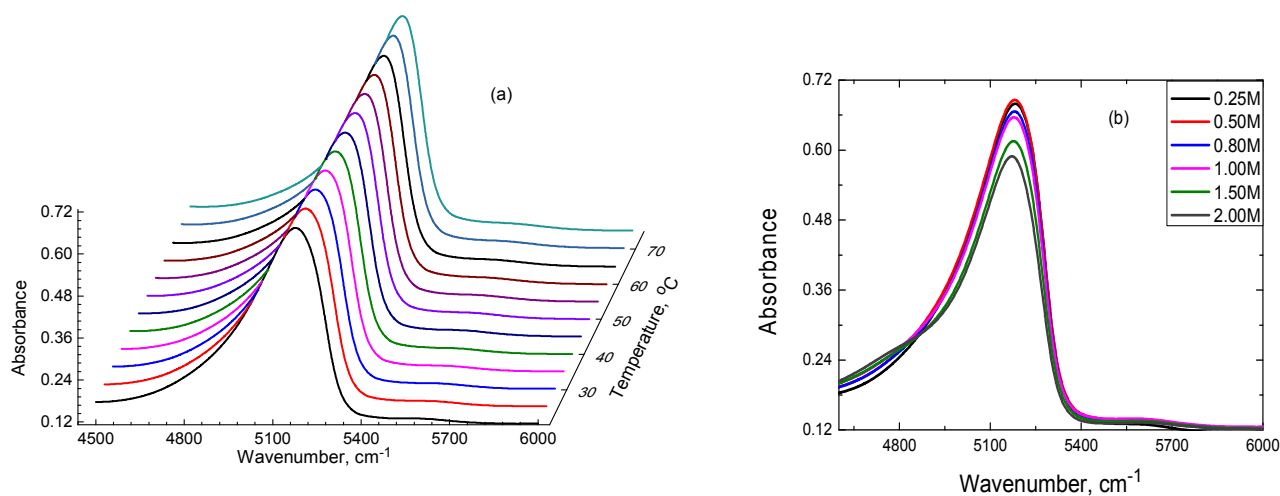 (a)
0.72
0.60
0.48
0.36
0.24
0.12
Absorbance
4500 4800 5100 5400 5700 6000
Wavenumber, cm⁻¹
30
40
50
60
70
Temperature, ºC
(b)
0.72
0.60
0.48
0.36
0.24
0.12
Absorbance
4800 5100 5400 5700 6000
Wavenumber, cm⁻¹
0.25M
0.50M
0.80M
1.00M
1.50M
2.00M